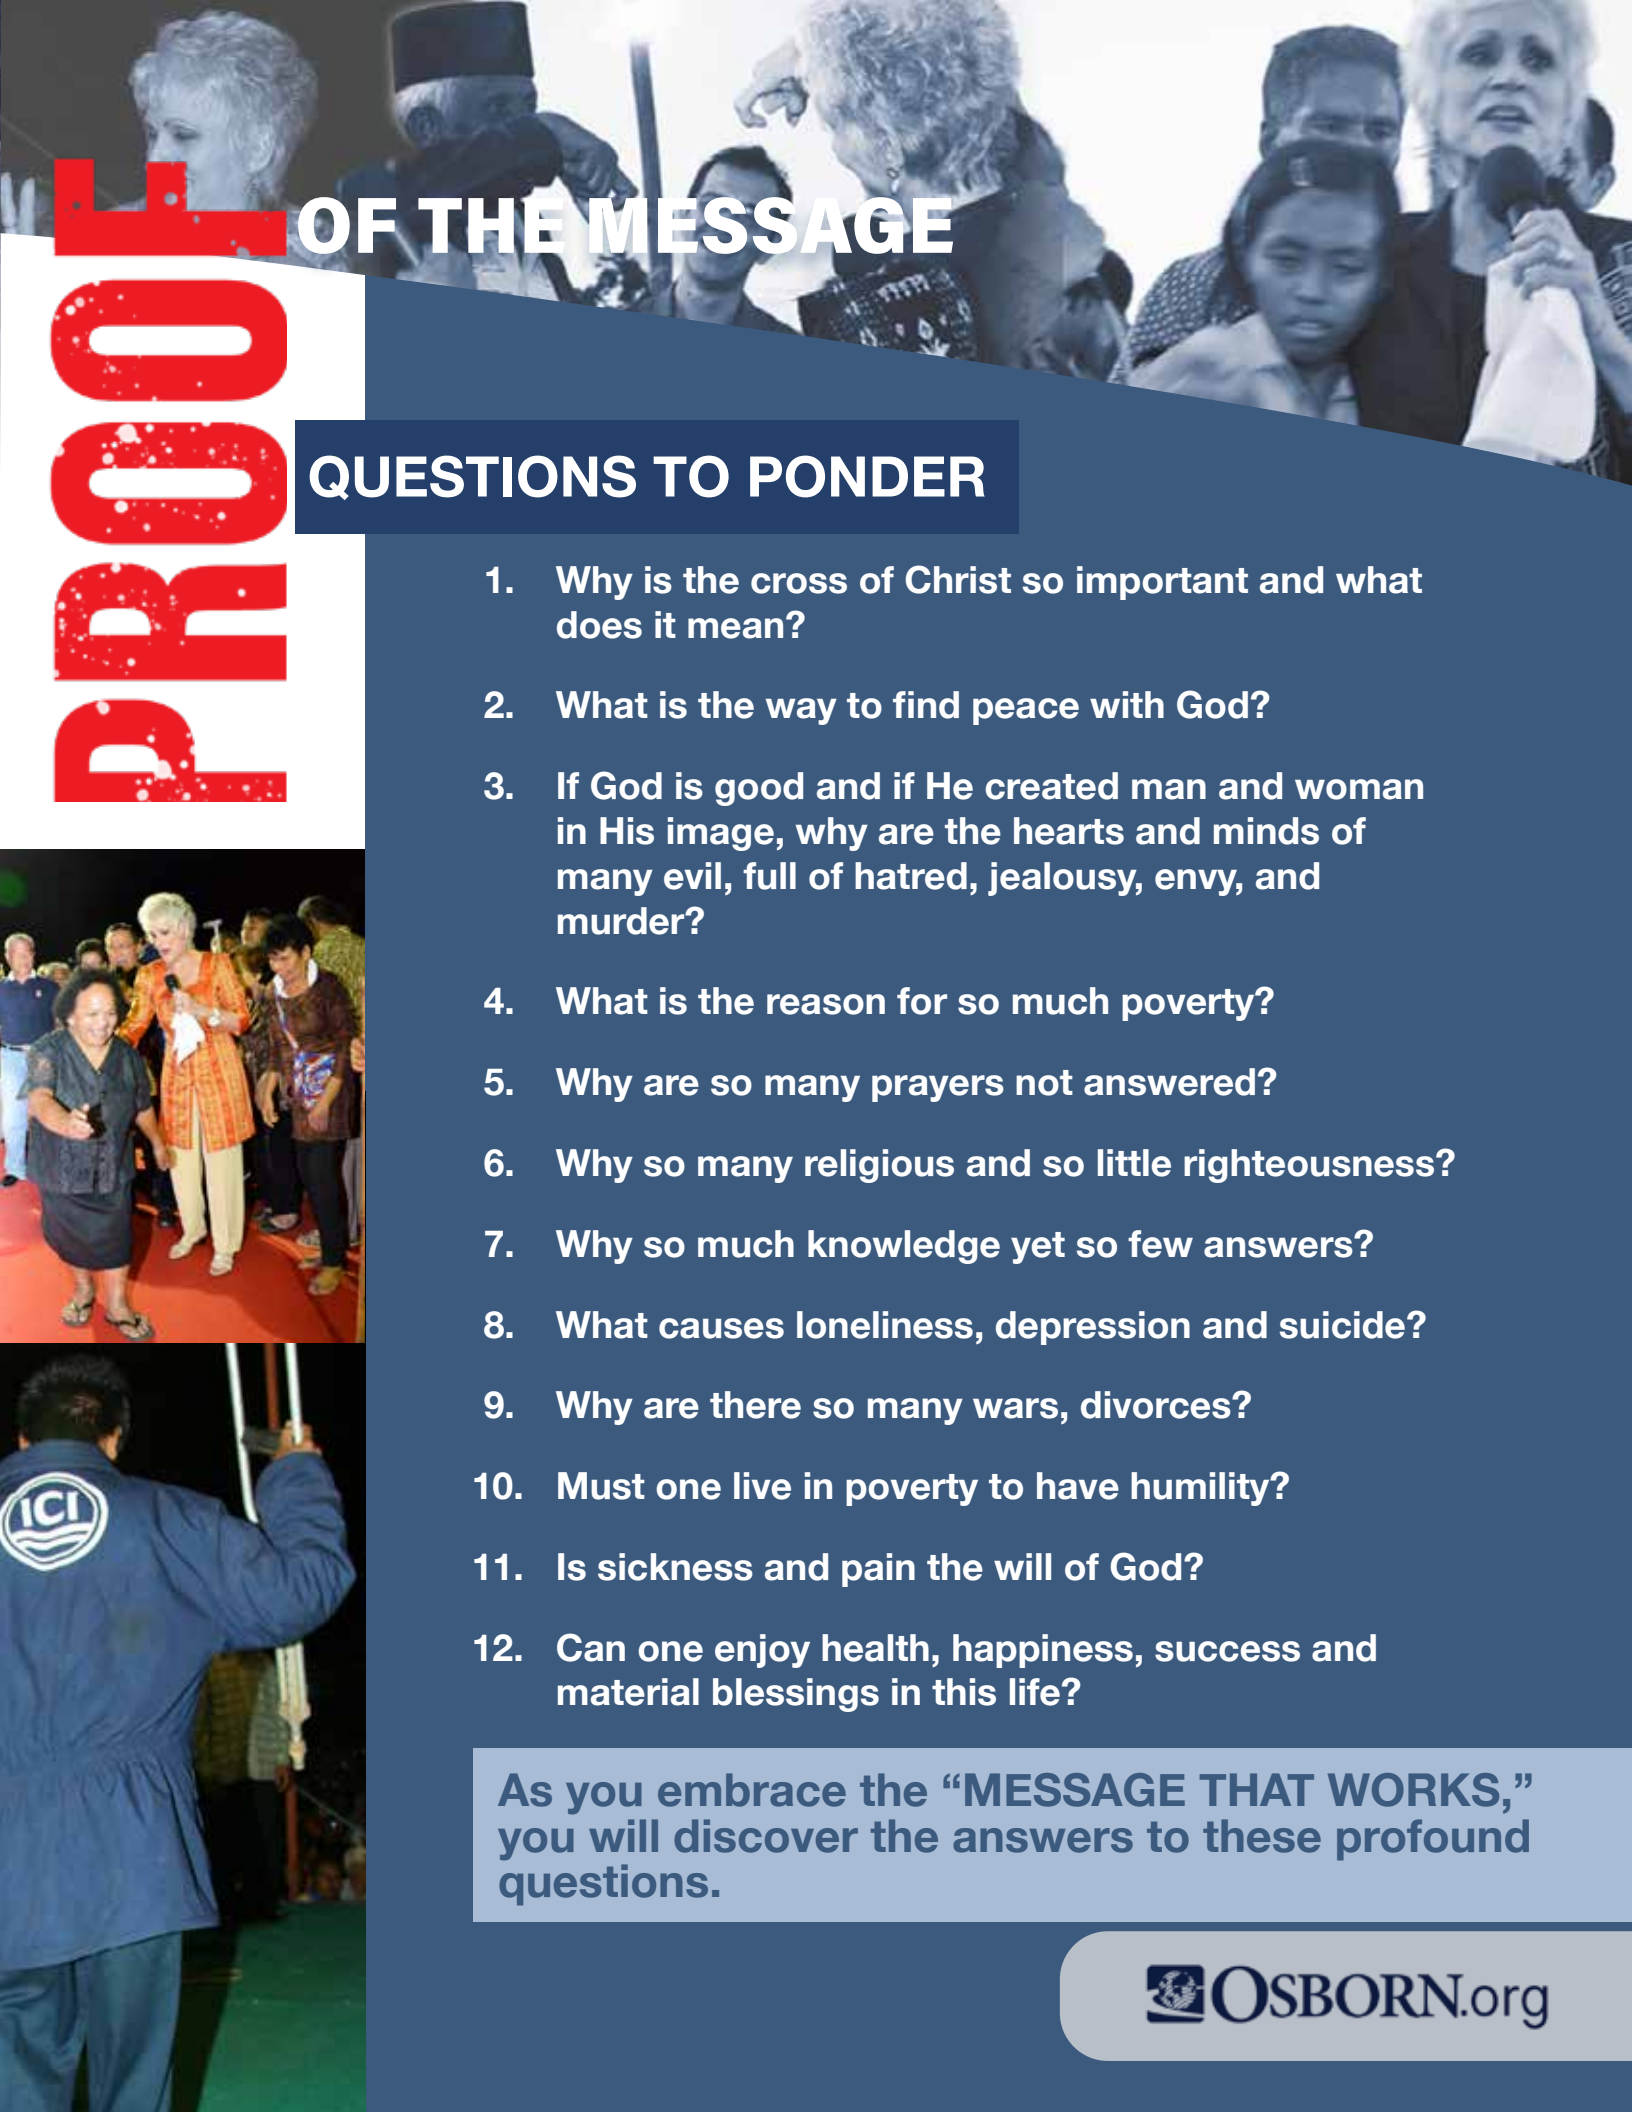 PROOF
OF THE MESSAGE
QUESTIONS TO PONDER
1. Why is the cross of Christ so important and what
does it mean?
2. What is the way to find peace with God?
3. If God is good and if He created man and woman
in His image, why are the hearts and minds of
many evil, full of hatred, jealousy, envy, and
murder?
4. What is the reason for so much poverty?
5. Why are so many prayers not answered?
6. Why so many religious and so little righteousness?
7. Why so much knowledge yet so few answers?
8. What causes loneliness, depression and suicide?
9. Why are there so many wars, divorces?
10. Must one live in poverty to have humility?
11. Is sickness and pain the will of God?
12. Can one enjoy health, happiness, success and
material blessings in this life?
ICI
As you embrace the “MESSAGE THAT WORKS,”
you will discover the answers to these profound
questions.
OSBORN.org